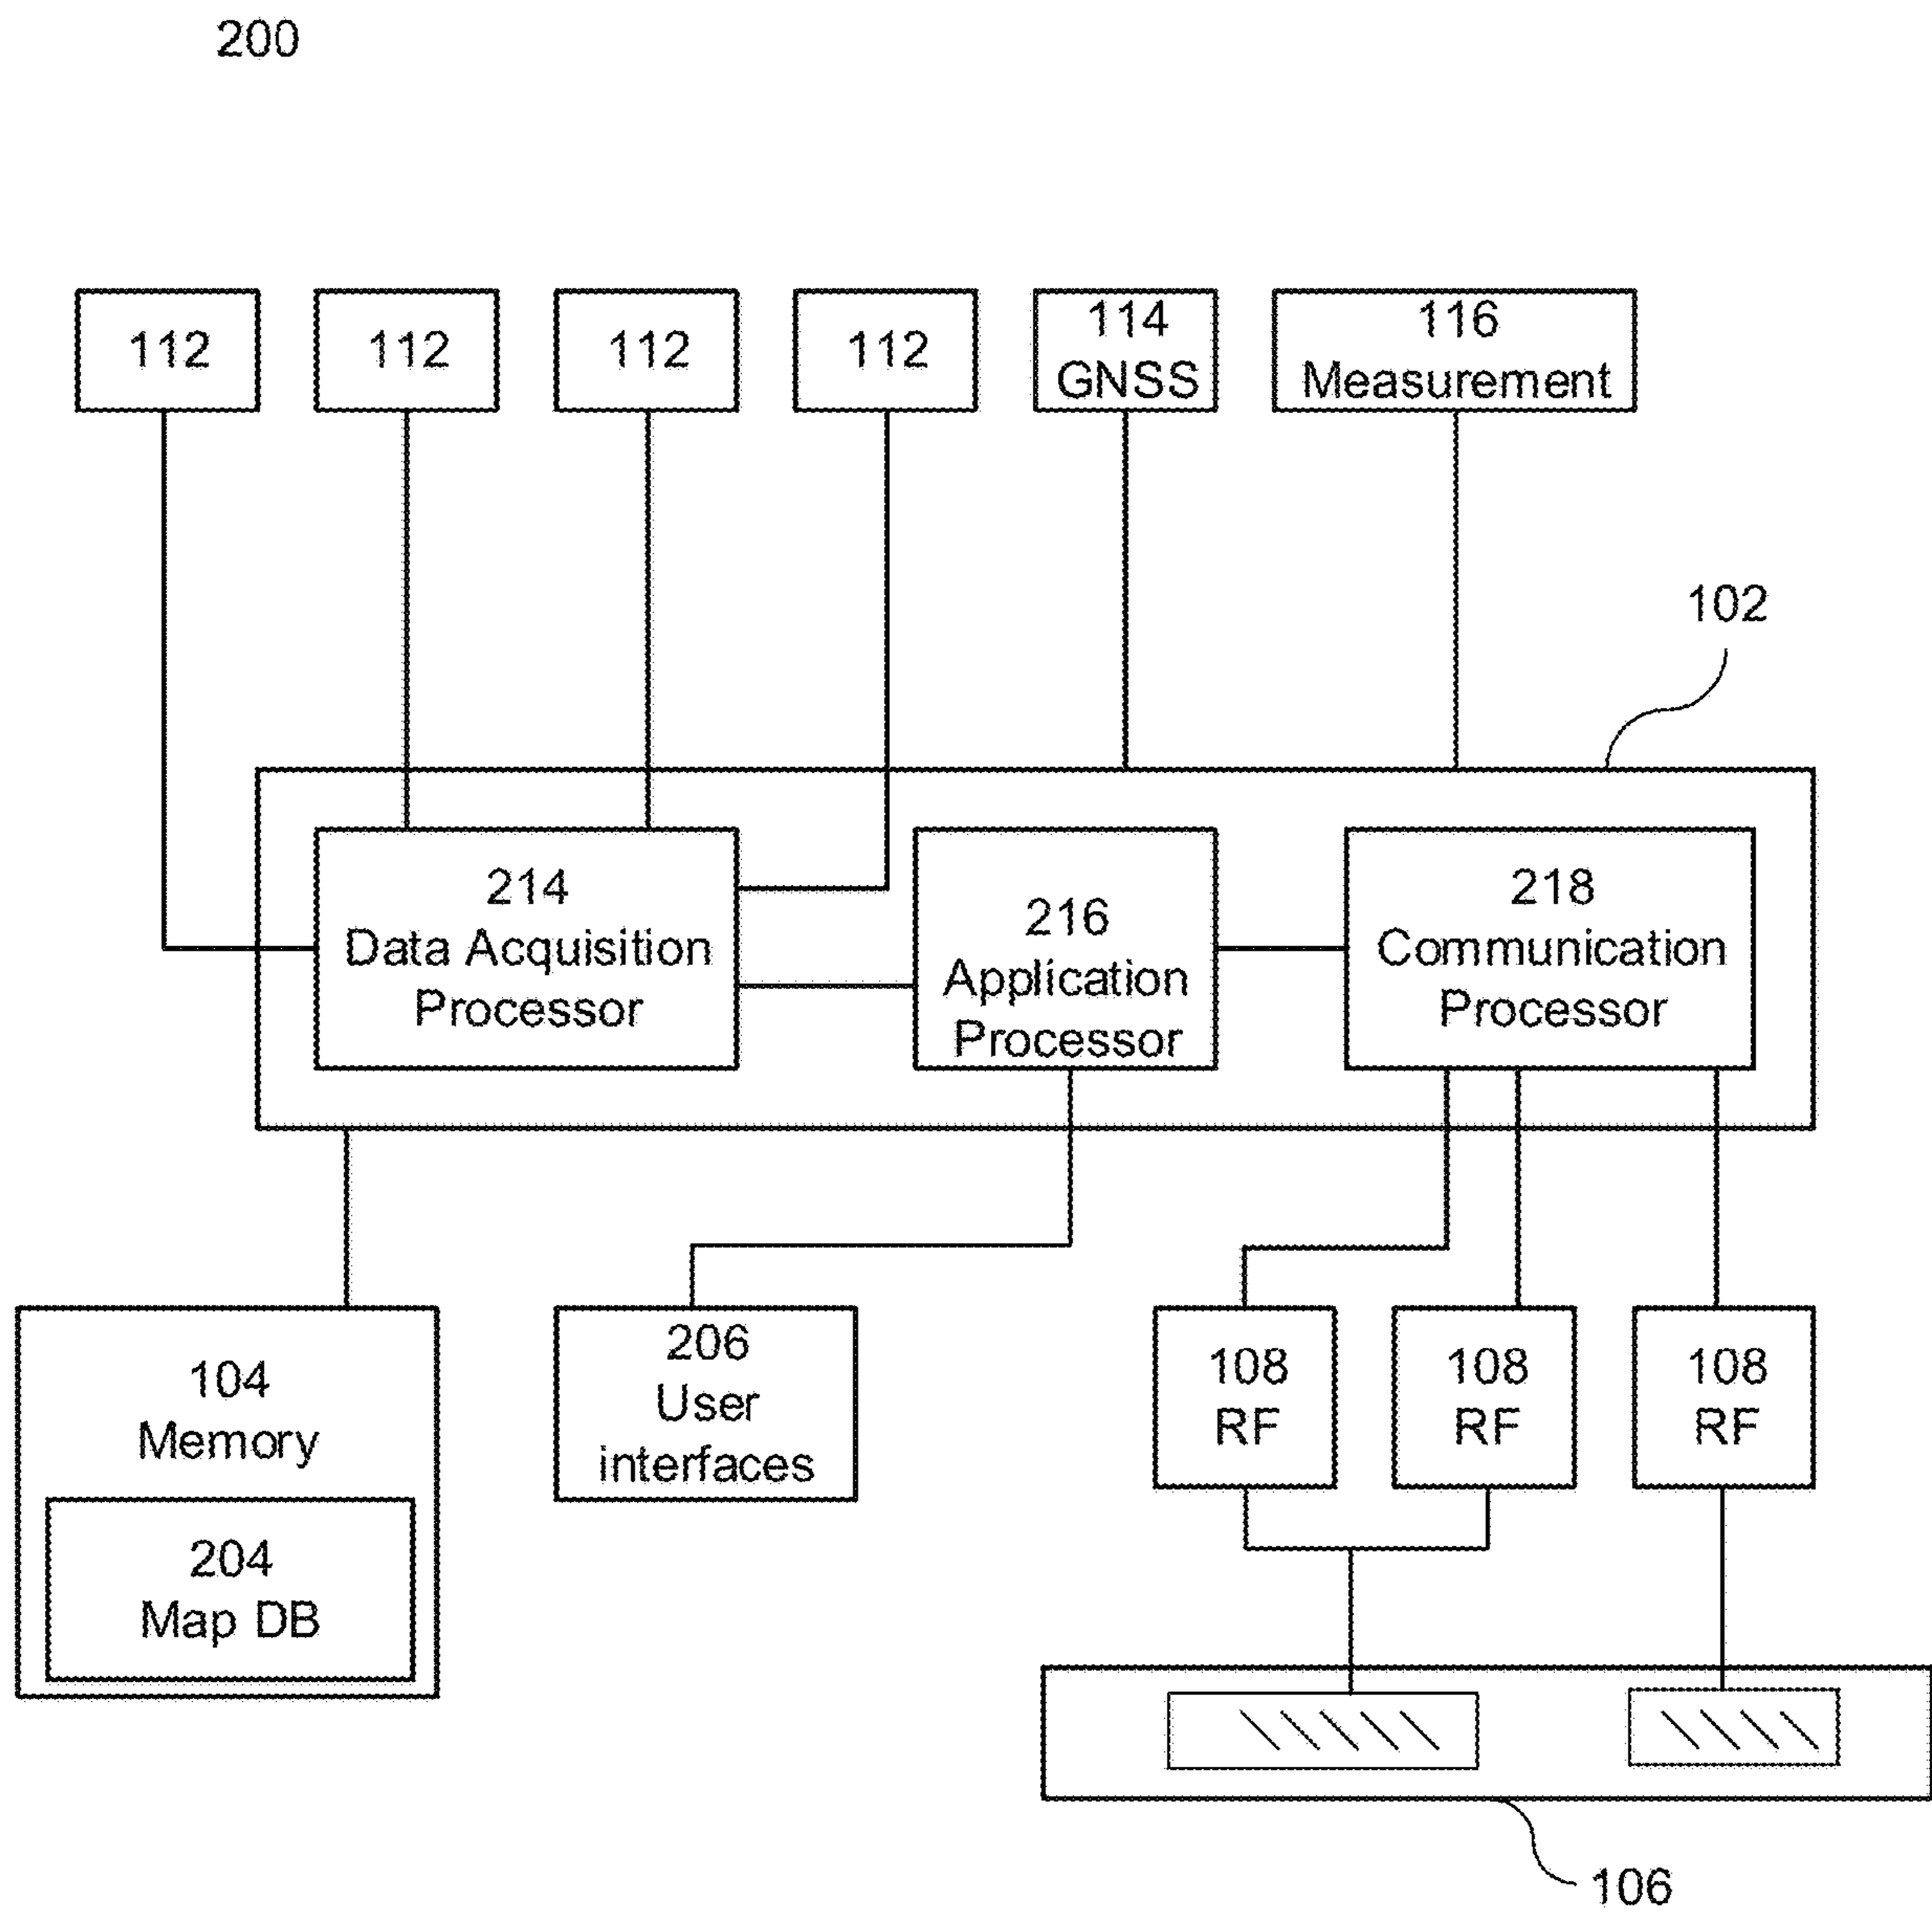 200
112
112
112
112
114
GNSS
116
Measurement
102
214
Data Acquisition
Processor
216
Application
Processor
218
Communication
Processor
104
Memory
204
Map DB
206
User
interfaces
108
RF
108
RF
108
RF
106